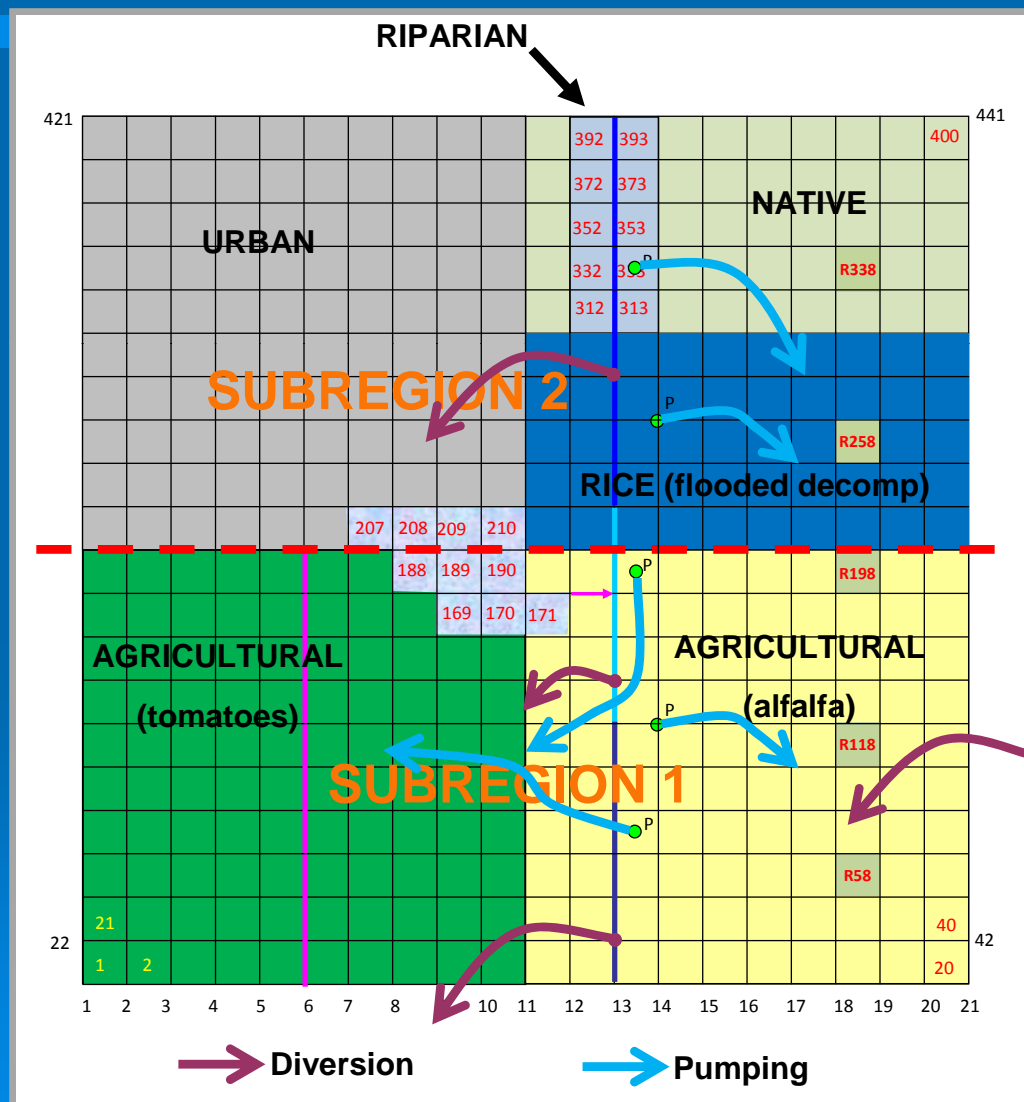 RIPARIAN
421 441
392 393 400
372 373
NATIVE
352 353
URBAN
P
332 R338
312 313
SUBREGION 2
P
R258
RICE (flooded decomp)
207 208 209 210
188 189 190 P R198
169 170 171
AGRICULTURAL
(tomatoes)
AGRICULTURAL
(alfalfa)
P
R118
SUBREGION 1
P
R58
21 40
22 42
1 2 20
1 2 3 4 5 6 7 8 9 10 11 12 13 14 15 16 17 18 19 20 21
Diversion Pumping